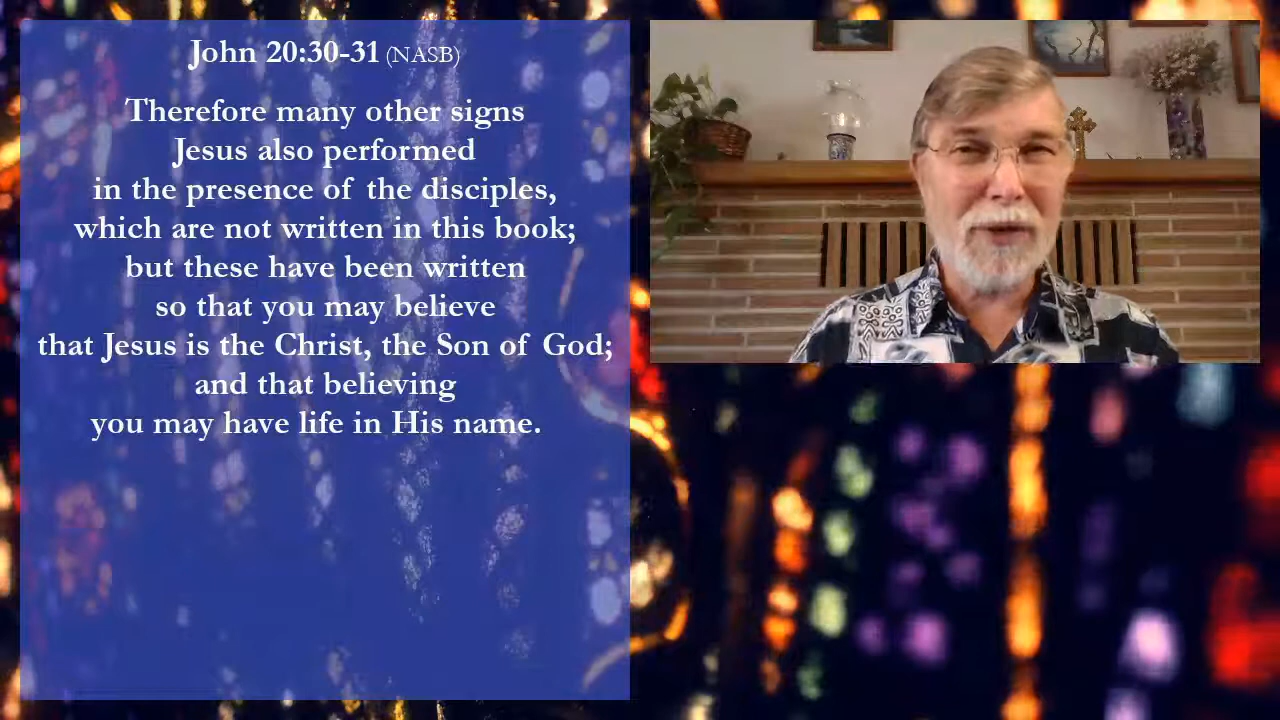 John 20:30-31 (NASB)
Therefore many other signs
Jesus also performed
in the presence of the disciples,
which are not written in this book;
but these have been written
so that you may believe
that Jesus is the Christ, the Son of God;
and that believing
you may have life in His name.